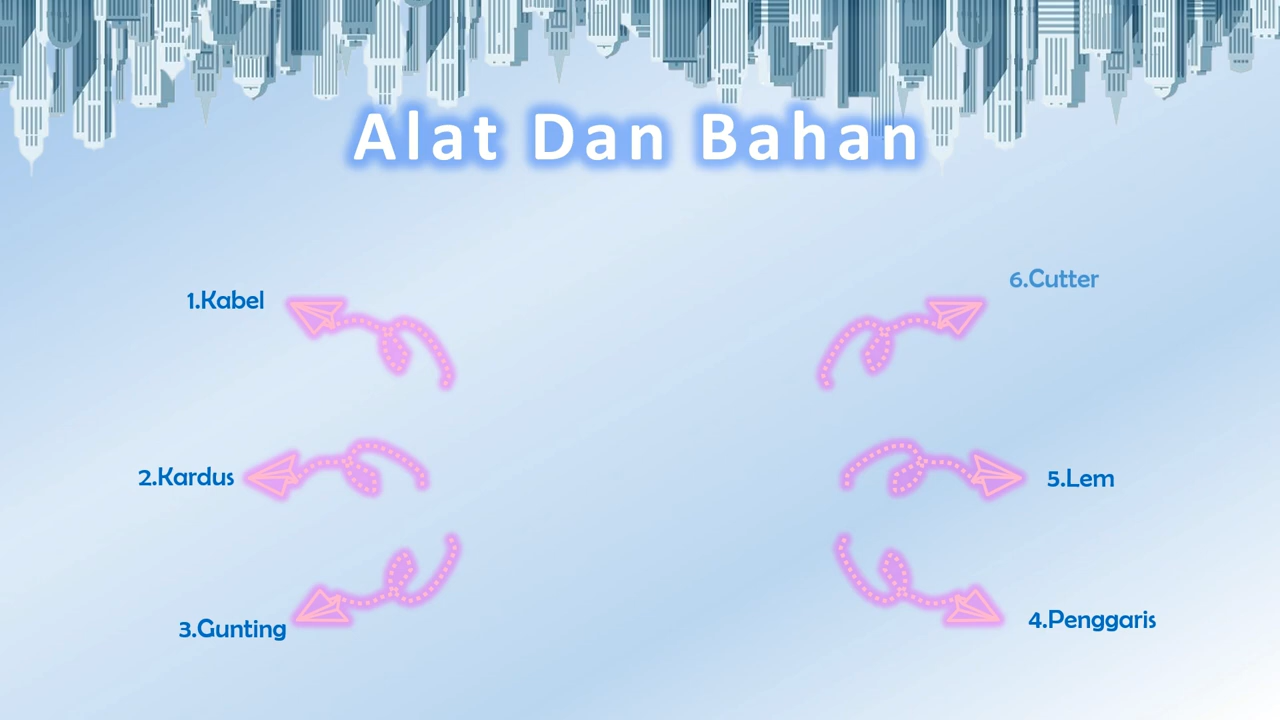 Alat Dan Bahan
1.Kabel
2.Kardus
3.Gunting
4.Penggaris
5.Lem
6.Cutter